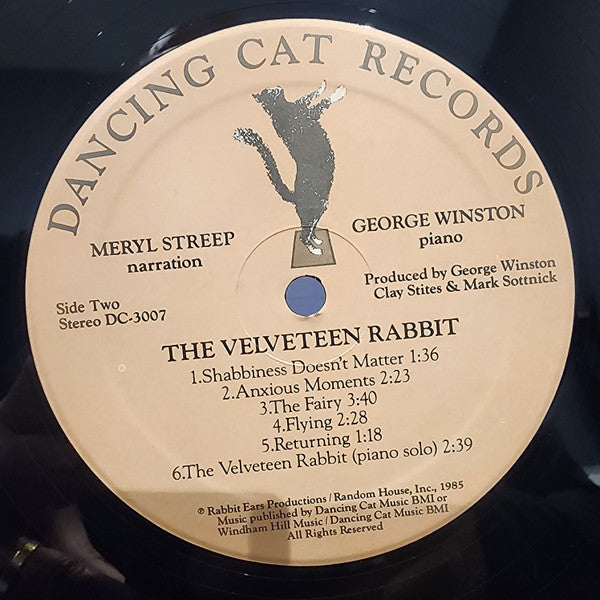 DANCING CAT RECORDS
MERYL STREEP
narration
GEORGE WINSTON
piano
Side Two
Stereo DC-3007
Produced by George Winston
Clay Stites & Mark Sottnick
THE VELVETEEN RABBIT
1.Shabbiness Doesn't Matter 1:36
2.Anxious Moments 2:23
3.The Fairy 3:40
4.Flying 2:28
5.Returning 1:18
6.The Velveteen Rabbit (piano solo) 2:39
℗ Rabbit Ears Productions/Random House, Inc., 1985
Music published by Dancing Cat Music BMI or
Windham Hill Music/Dancing Cat Music BMI
All Rights Reserved